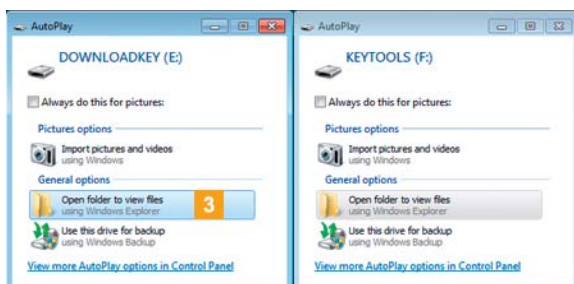 AutoPlay
DOWNLOADKEY (E:)
Always do this for pictures:
Pictures options
Import pictures and videos
using Windows
General options
Open folder to view files
using Windows Explorer
3
Use this drive for backup
using Windows Backup
View more AutoPlay options in Control Panel
AutoPlay
KEYTOOLS (F:)
Always do this for pictures:
Pictures options
Import pictures and videos
using Windows
General options
Open folder to view files
using Windows Explorer
Use this drive for backup
using Windows Backup
View more AutoPlay options in Control Panel